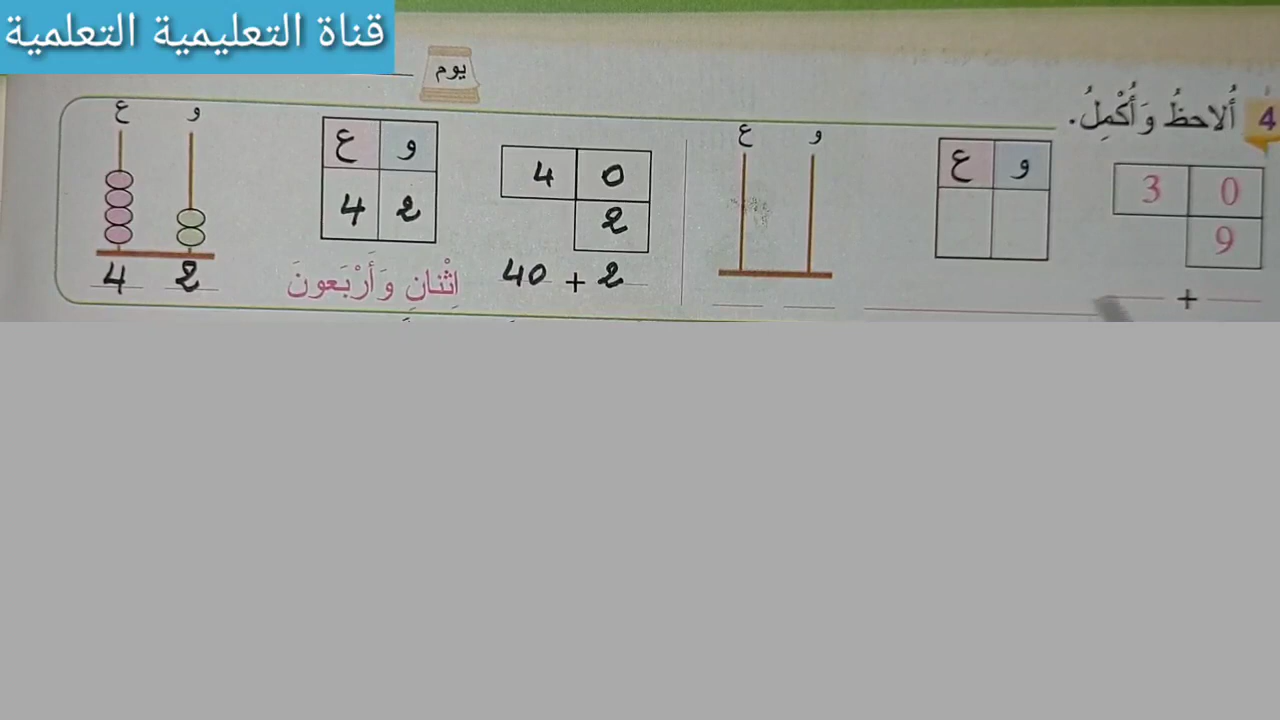 قناة التعليمية التعلمية
يوم
4 أُلاحظُ وَأُكْمِلُ.
3 0
9
+
ع و
ع و
4 0
2
40 + 2
ع و
4 2
اِثْنانِ وَأَرْبَعونَ
ع و
4 2